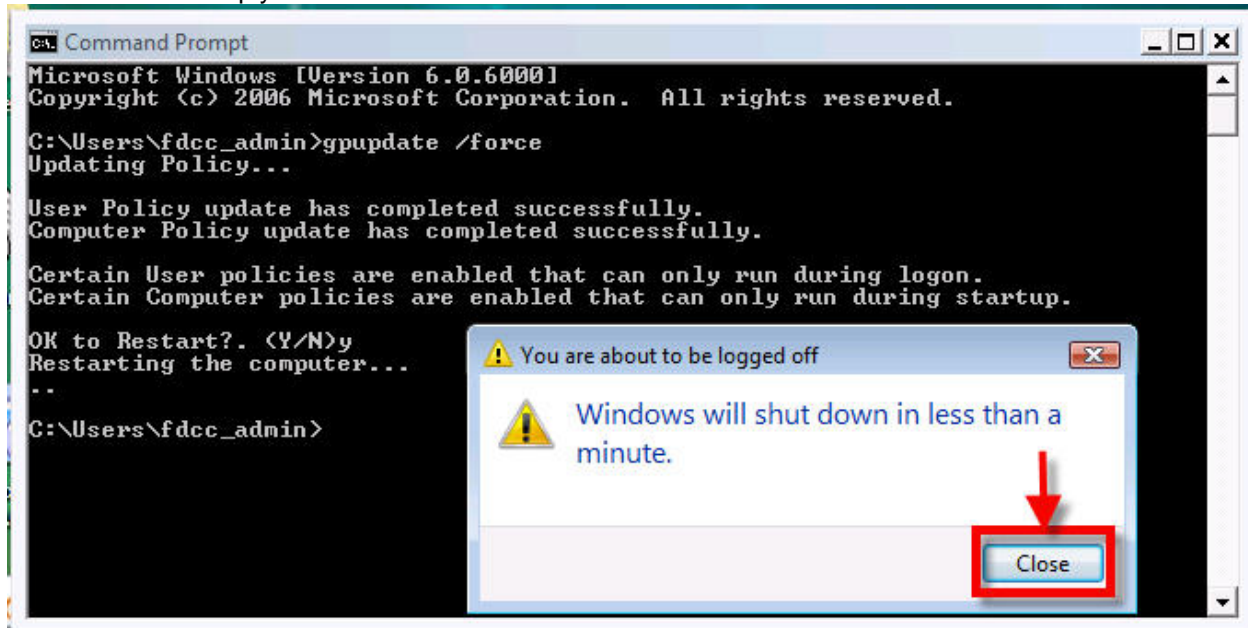 Command Prompt
Microsoft Windows [Version 6.0.6000]
Copyright (c) 2006 Microsoft Corporation.  All rights reserved.
C:\Users\fdcc_admin>gpupdate /force
Updating Policy...
User Policy update has completed successfully.
Computer Policy update has completed successfully.
Certain User policies are enabled that can only run during logon.
Certain Computer policies are enabled that can only run during startup.
OK to Restart?. (Y/N)y
Restarting the computer...
..
C:\Users\fdcc_admin>
You are about to be logged off
Windows will shut down in less than a
minute.
Close